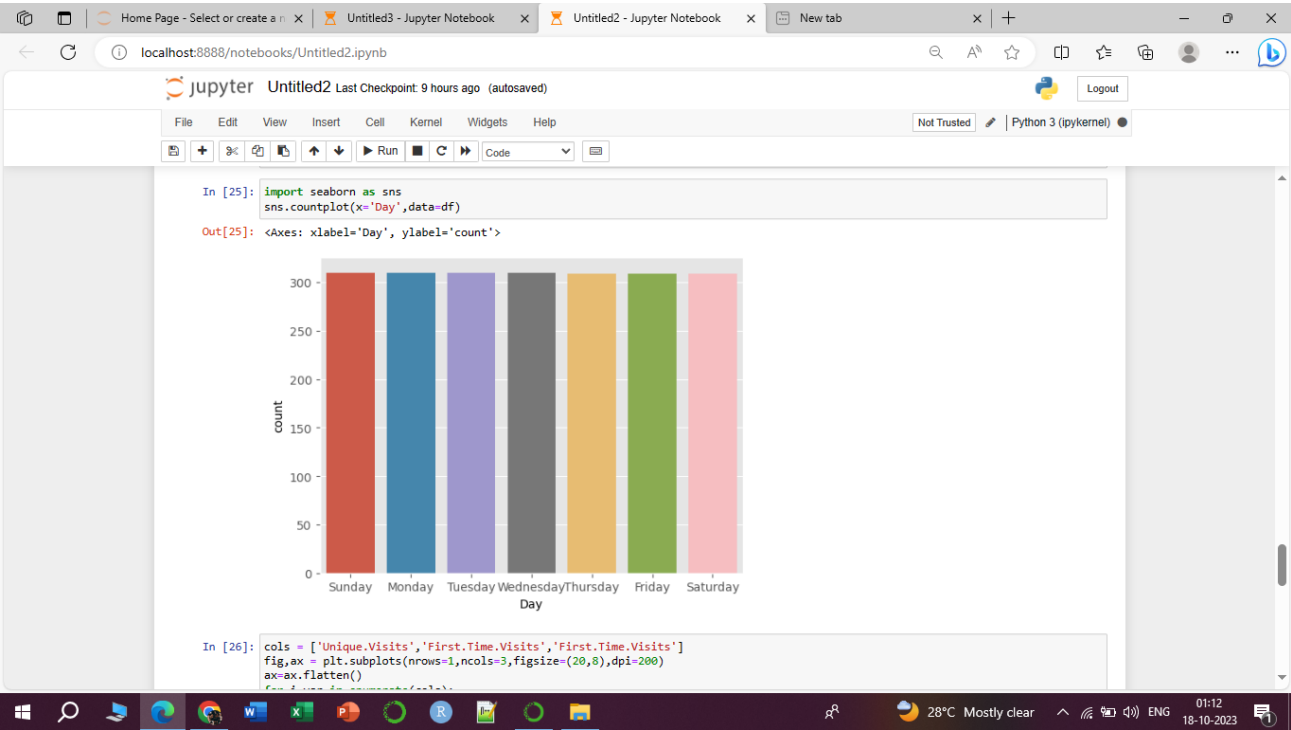 Home Page - Select or create a n
Untitled3 - Jupyter Notebook
Untitled2 - Jupyter Notebook
New tab
localhost:8888/notebooks/Untitled2.ipynb
jupyter Untitled2 Last Checkpoint: 9 hours ago (autosaved)
Logout
File Edit View Insert Cell Kernel Widgets Help
Not Trusted
Python 3 (ipykernel)
Run
Code
In [25]: import seaborn as sns
sns.countplot(x='Day',data=df)
Out[25]: <Axes: xlabel='Day', ylabel='count'>
300
250
200
150
100
50
0
count
Sunday Monday Tuesday Wednesday Thursday Friday Saturday
Day
In [26]: cols = ['Unique.Visits','First.Time.Visits','First.Time.Visits']
fig,ax = plt.subplots(nrows=1,ncols=3,figsize=(20,8),dpi=200)
ax=ax.flatten()
28°C Mostly clear
ENG
01:12
18-10-2023